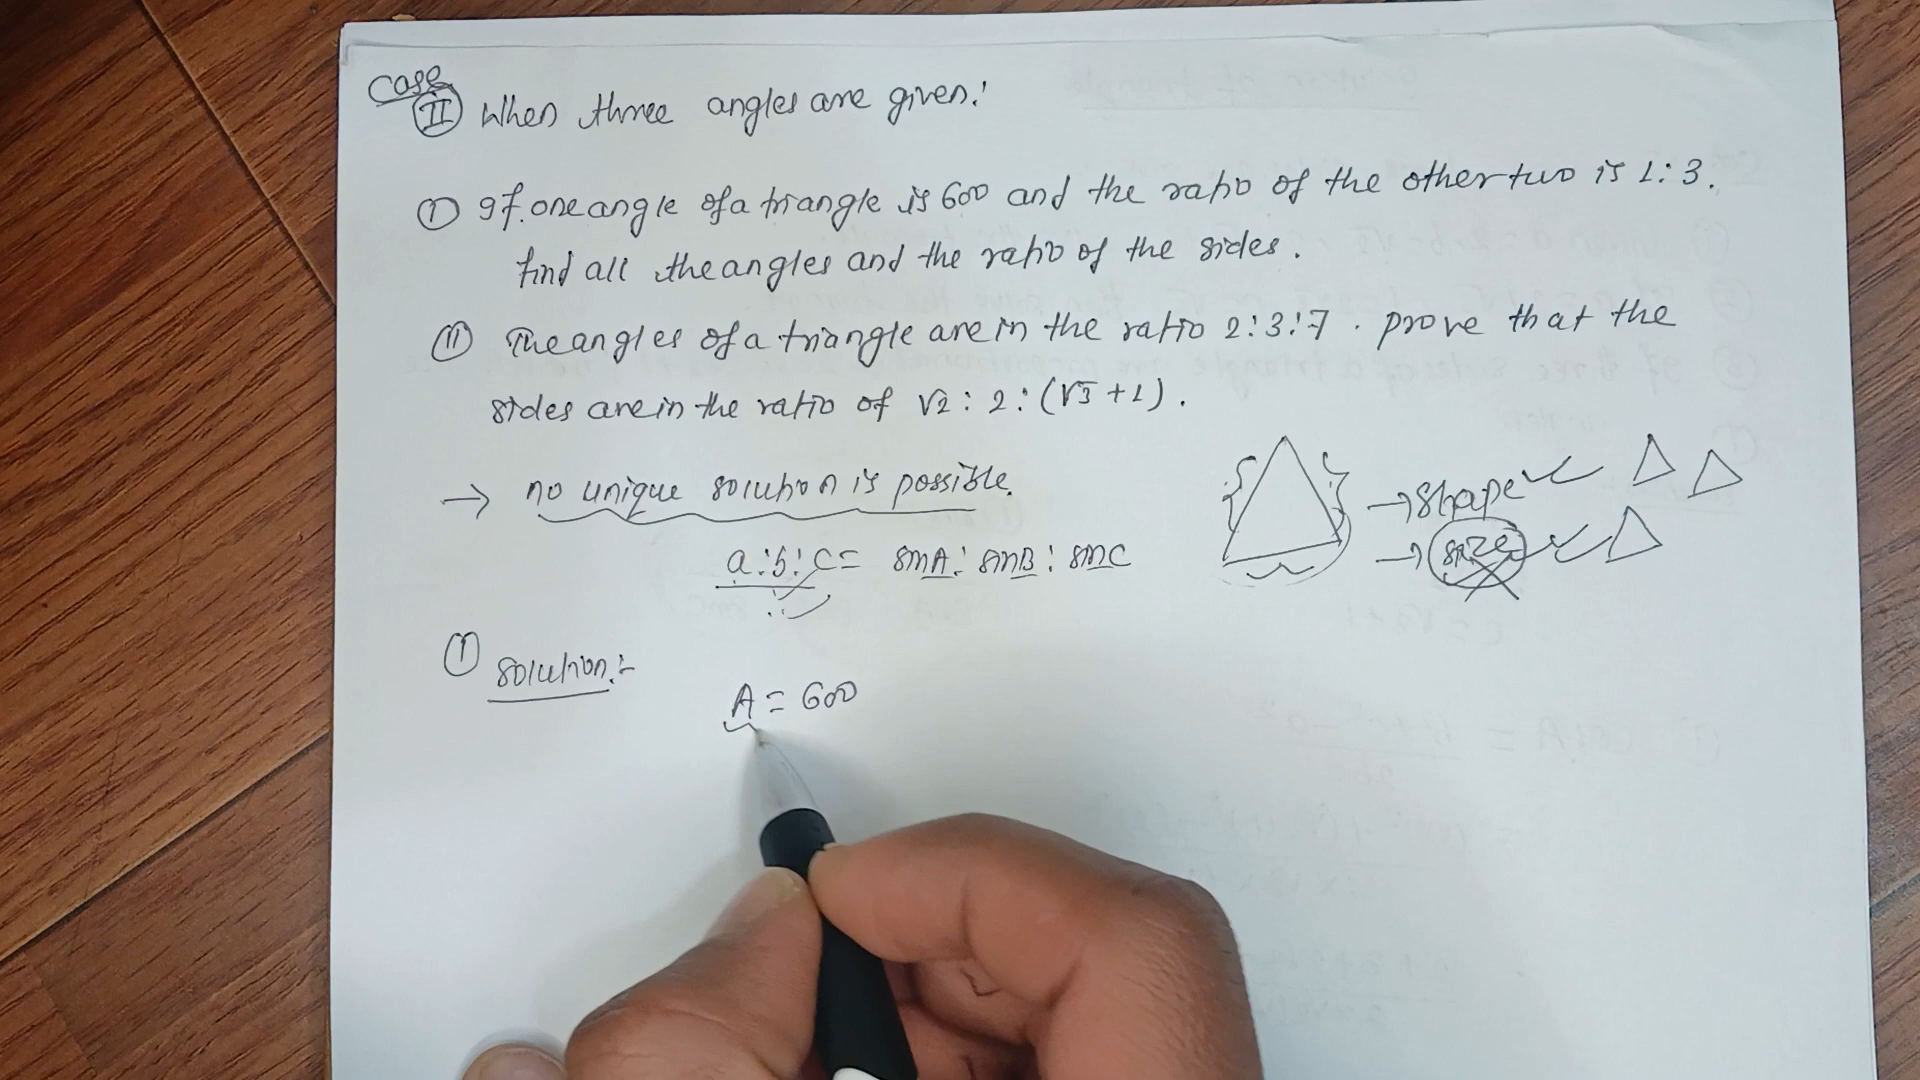 Case
II When three angles are given:
I If one angle of a triangle is 60° and the ratio of the other two is 1:3.
find all the angles and the ratio of the sides.
II The angles of a triangle are in the ratio 2:3:7. prove that the
sides are in the ratio of √2 : 2 : (√3 + 1).
→ no unique solution is possible.
→ shape
→ size
a:b:c = sinA : sinB : sinC
I solution:-
A = 60°